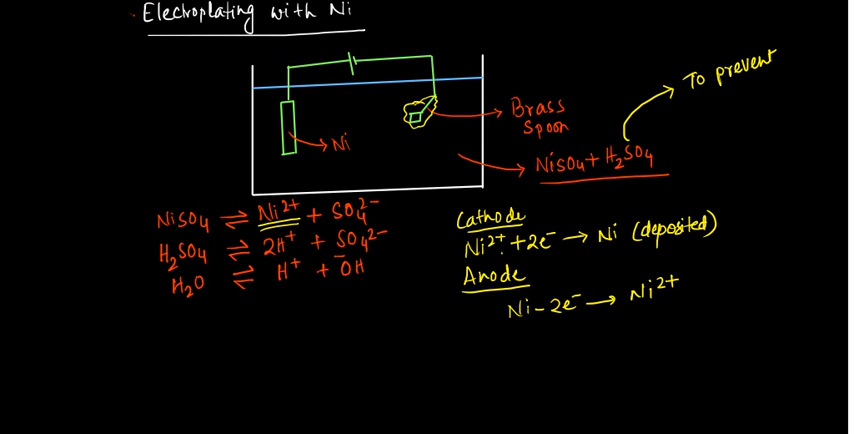 Electroplating with Ni
Brass
Spoon
Ni
NiSO4 + H2SO4
To prevent
NiSO4 ⇌ Ni²⁺ + SO4²⁻
H2SO4 ⇌ 2H⁺ + SO4²⁻
H2O ⇌ H⁺ + ŌH
Cathode
Ni²⁺ + 2e⁻ → Ni (deposited)
Anode
Ni − 2e⁻ → Ni²⁺